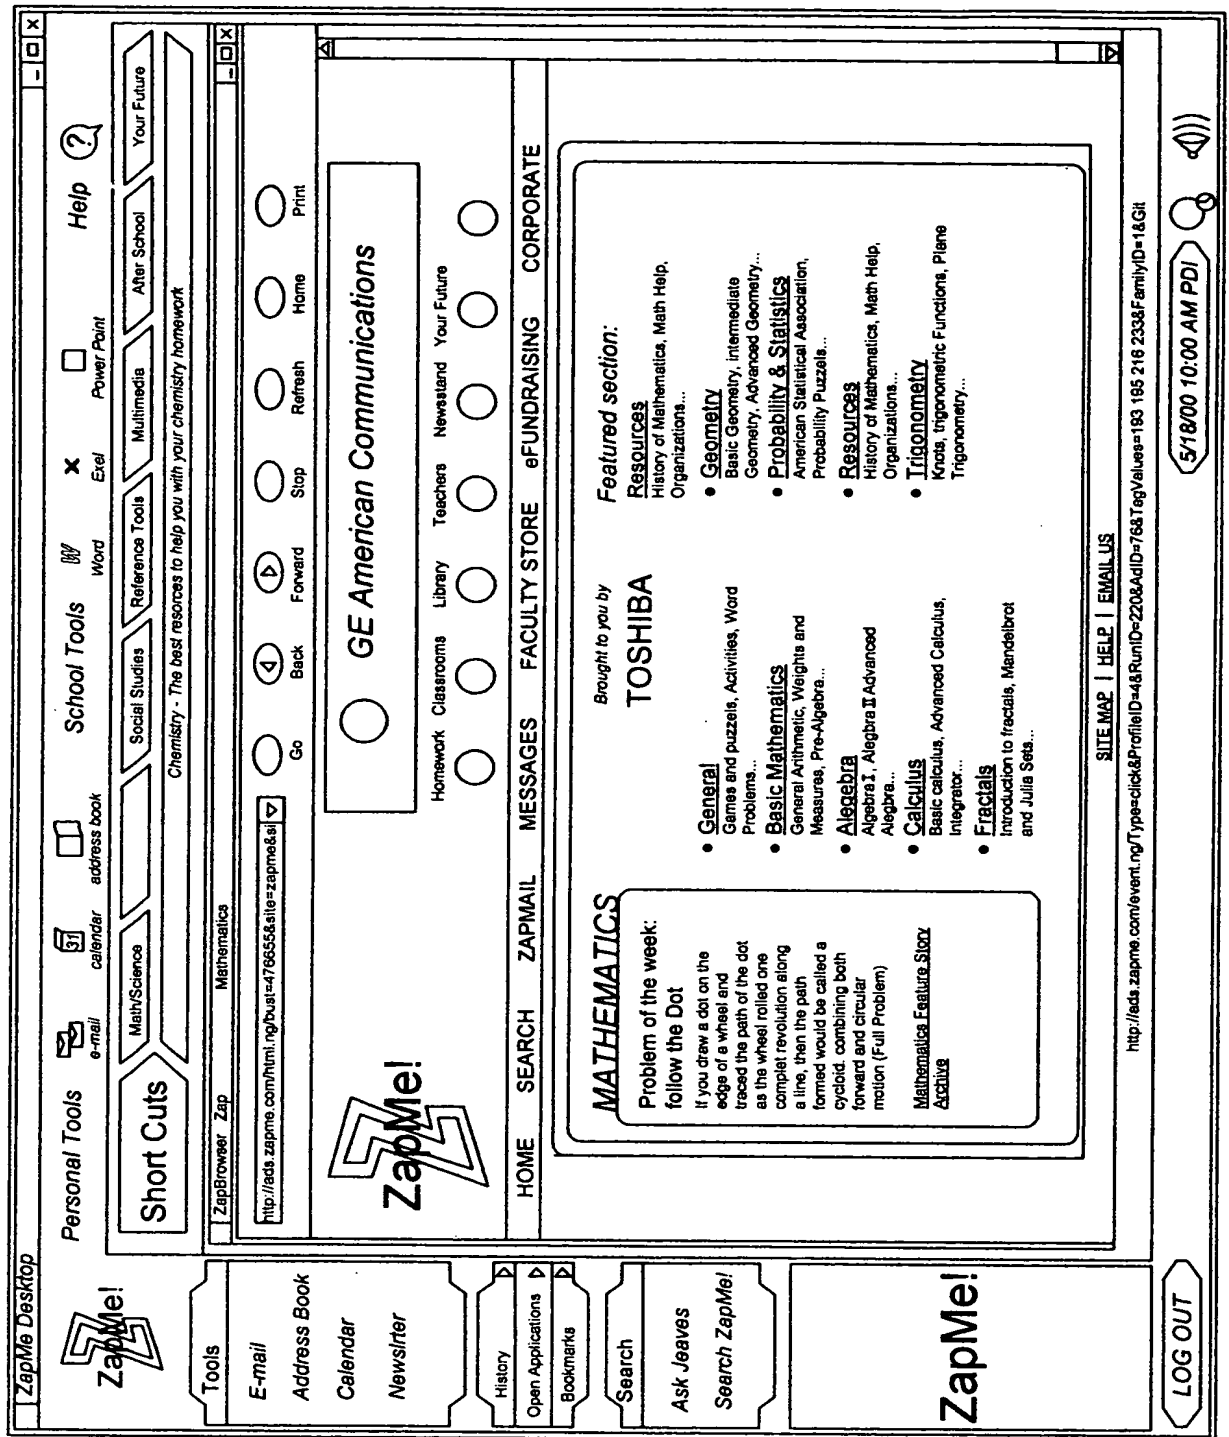 ZapMe Desktop
ZapMe!
Personal Tools
e-mail
31
calendar
address book
School Tools
W
Word
X
Exel
Power Point
Help ?
Short Cuts
Math/Science
Social Studies
Reference Tools
Multimedia
After School
Your Future
Chemistry - The best resorces to help you with your chemistry homework
Tools
E-mail
Address Book
Calendar
Newslrter
History
Open Applications
Bookmarks
Search
Ask Jeaves
Search ZapMe!
ZapMe!
LOG OUT
ZapBrowser Zap Mathematics
http://ads.zapme.com/html.ng/bust=476655&site=zapme&si
Go
Back
Forward
Stop
Refresh
Home
Print
ZapMe!
GE American Communications
Homework Classrooms Library Teachers Newsstand Your Future
HOME SEARCH ZAPMAIL MESSAGES FACULTY STORE eFUNDRAISING CORPORATE
MATHEMATICS
Problem of the week:
follow the Dot
If you draw a dot on the
edge of a wheel and
traced the path of the dot
as the wheel rolled one
complet revolution along
a line, then the path
formed would be called a
cycloid. combining both
forward and circular
motion (Full Problem)
Mathematics Feature Story
Archive
Brought to you by
TOSHIBA
• General
Games and puzzels, Activities, Word
Problems...
• Basic Mathematics
General Arithmetic, Weights and
Measures, Pre-Algebra...
• Alegebra
Algebra I, Alegbra II Advanced
Alegbra...
• Calculus
Basic calculus, Advanced Calculus,
Integrator...
• Fractals
Introduction to fractals, Mandelbrot
and Julia Sets...
Featured section:
Resources
History of Mathematics, Math Help,
Organizations...
• Geometry
Basic Geometry, intermediate
Geometry, Advanced Geometry...
• Probability & Statistics
American Statistical Association,
Probability Puzzels...
• Resources
History of Mathematics, Math Help,
Organizations...
• Trigonometry
Knots, trigonometric Functions, Plane
Trigonometry...
SITE MAP | HELP | EMAIL US
http://ads.zapme.com/event.ng/Type=click&ProfileID=4&RunID=220&AdID=76&TagValues=193 195 216 233&FamilyID=1&Git
5/18/00 10:00 AM PDI